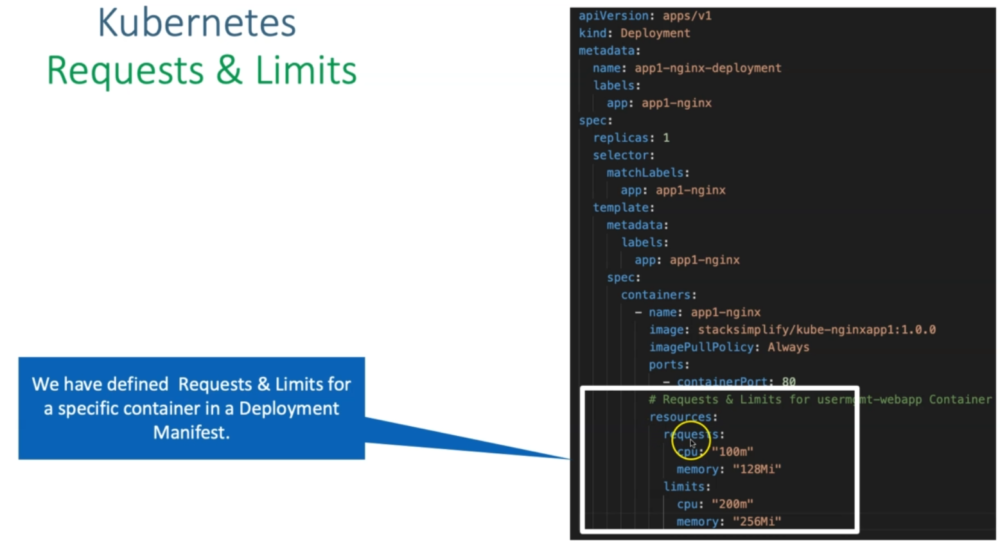 Kubernetes
Requests & Limits
We have defined  Requests & Limits for
a specific container in a Deployment
Manifest.
apiVersion: apps/v1
kind: Deployment
metadata:
  name: app1-nginx-deployment
  labels:
    app: app1-nginx
spec:
  replicas: 1
  selector:
    matchLabels:
      app: app1-nginx
  template:
    metadata:
      labels:
        app: app1-nginx
    spec:
      containers:
        - name: app1-nginx
          image: stacksimplify/kube-nginxapp1:1.0.0
          imagePullPolicy: Always
          ports:
            - containerPort: 80
          # Requests & Limits for usermgmt-webapp Container
          resources:
            requests:
              cpu: "100m"
              memory: "128Mi"
            limits:
              cpu: "200m"
              memory: "256Mi"